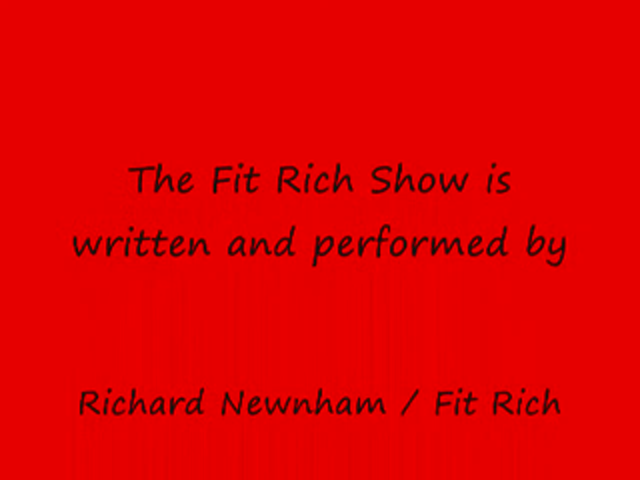 The Fit Rich Show is
written and performed by
Richard Newnham / Fit Rich